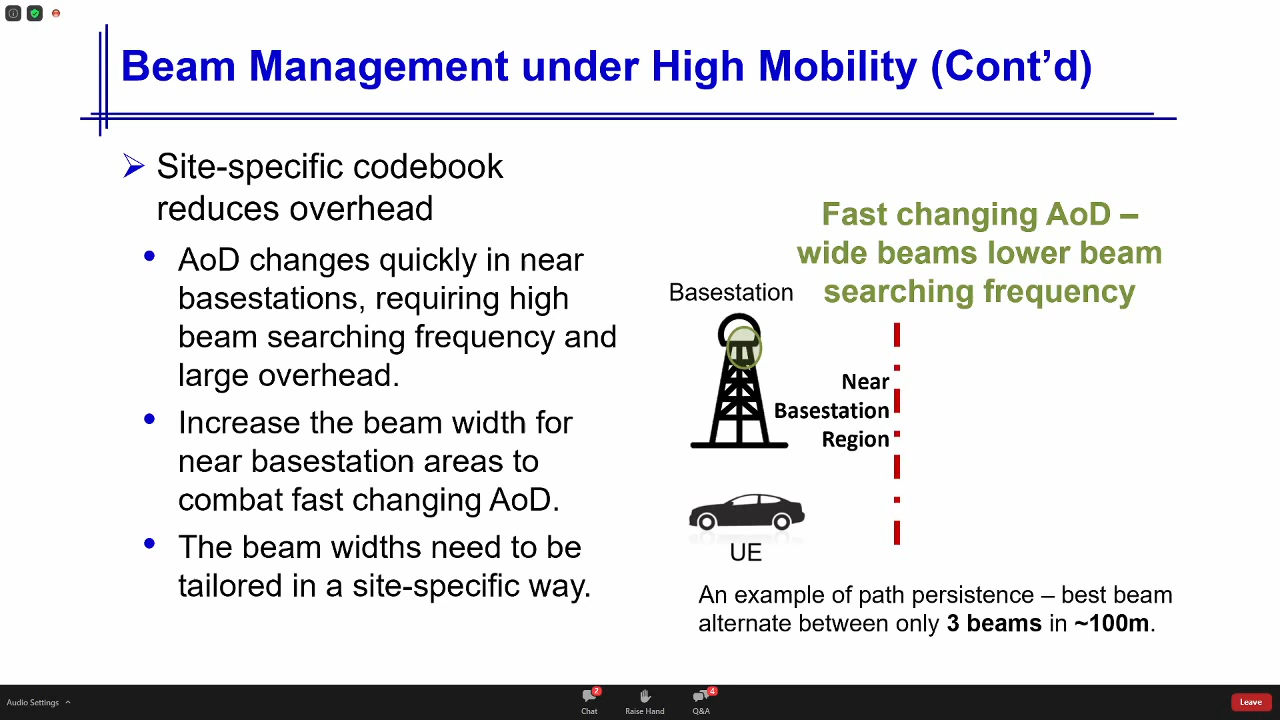 Beam Management under High Mobility (Cont’d)
➢ Site-specific codebook
reduces overhead
• AoD changes quickly in near
basestations, requiring high
beam searching frequency and
large overhead.
• Increase the beam width for
near basestation areas to
combat fast changing AoD.
• The beam widths need to be
tailored in a site-specific way.
Fast changing AoD –
wide beams lower beam
searching frequency
Basestation
Near
Basestation
Region
UE
An example of path persistence – best beam
alternate between only 3 beams in ~100m.
Audio Settings
2
Chat
Raise Hand
4
Q&A
Leave